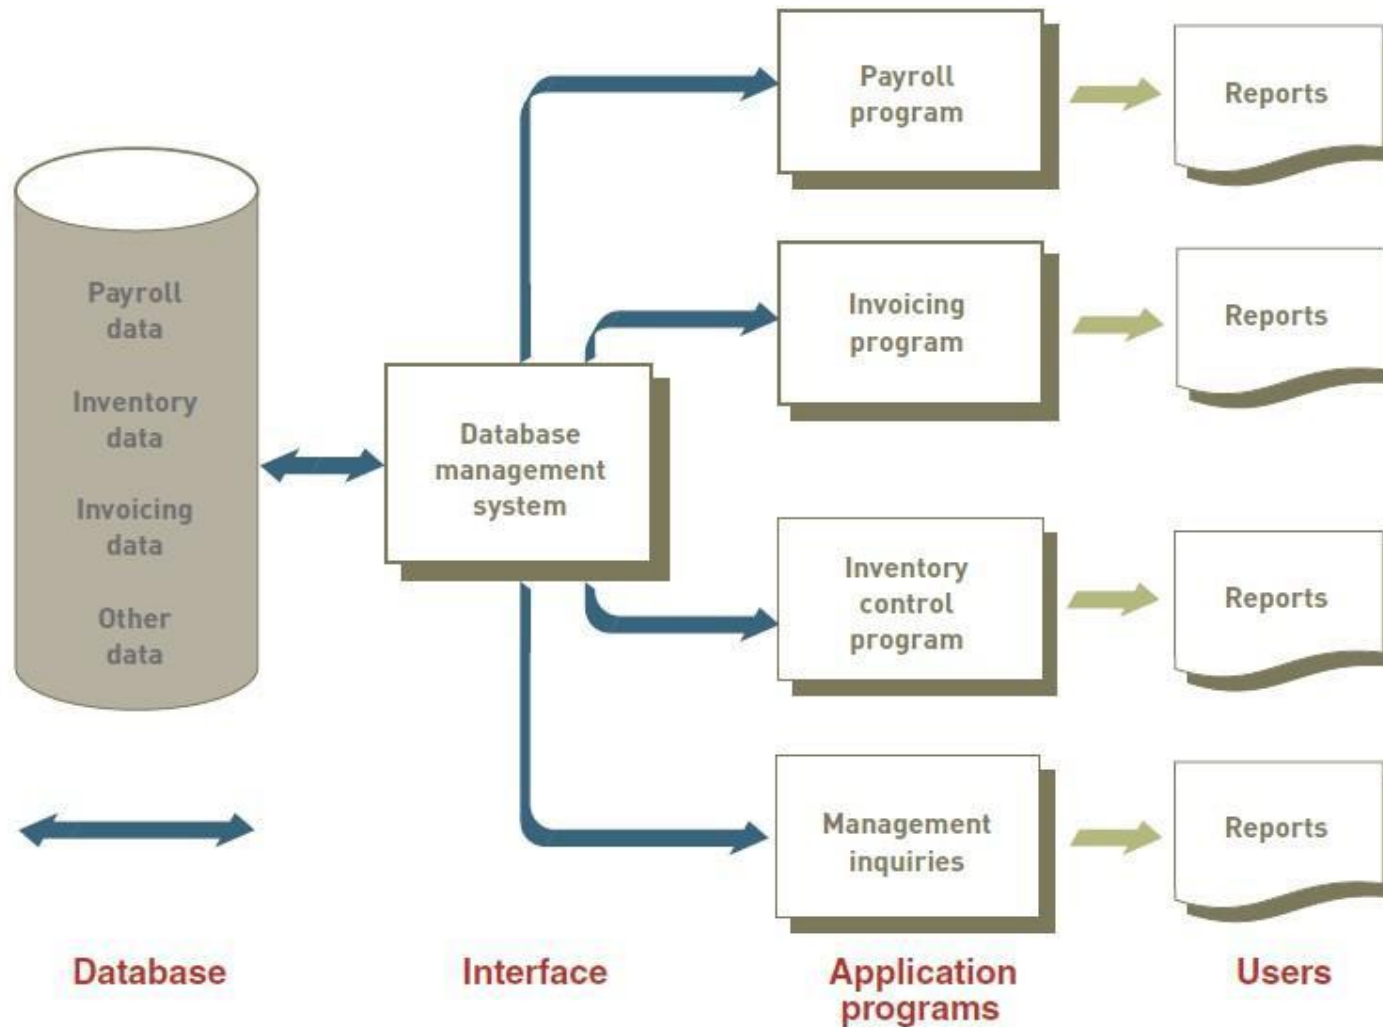 Payroll
data
Inventory
data
Invoicing
data
Other
data
Database
management
system
Payroll
program
Invoicing
program
Inventory
control
program
Management
inquiries
Reports
Reports
Reports
Reports
Database
Interface
Application
programs
Users